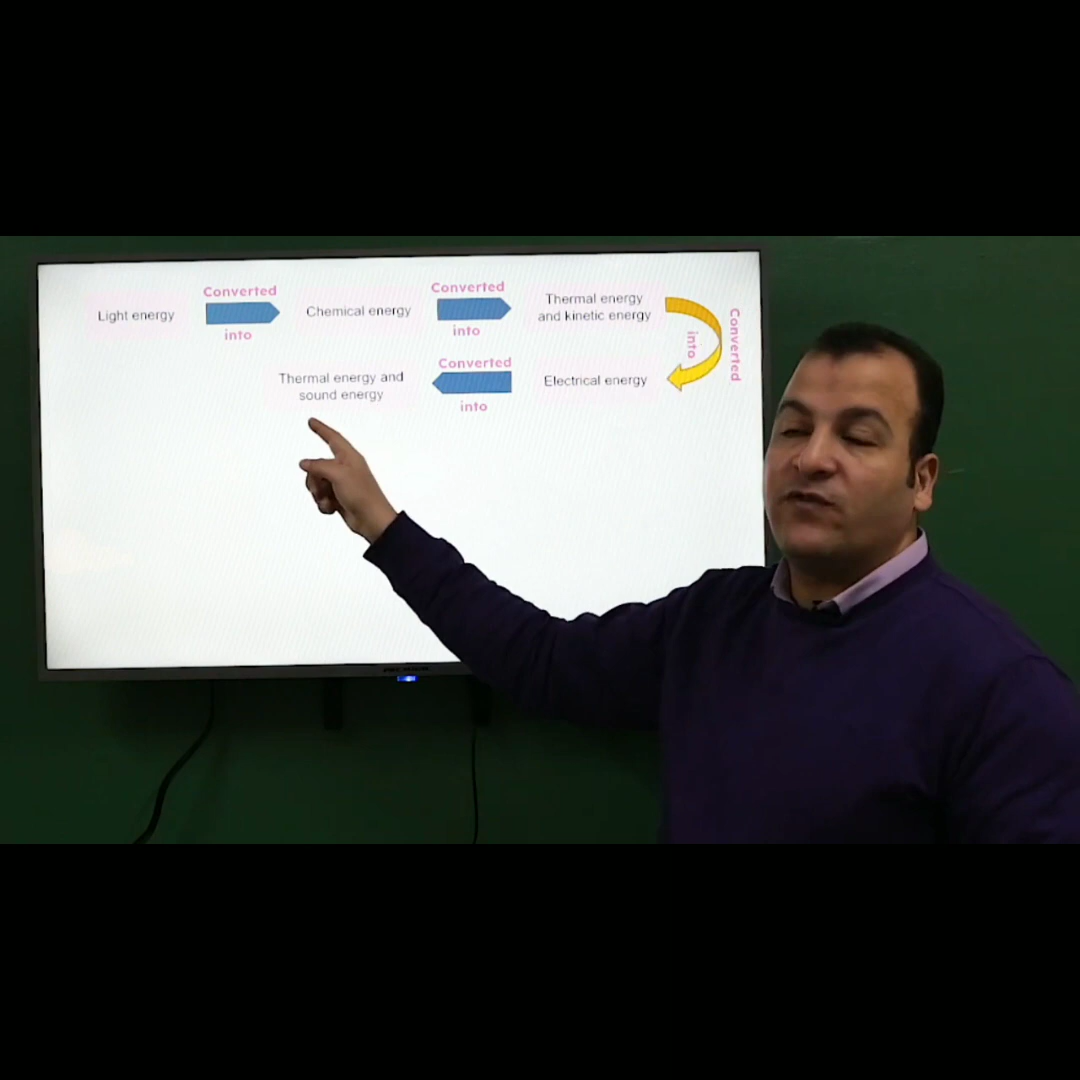 Converted
Light energy
into
Chemical energy
Converted
into
Thermal energy
and kinetic energy
Converted
into
Electrical energy
Converted
into
Thermal energy and
sound energy